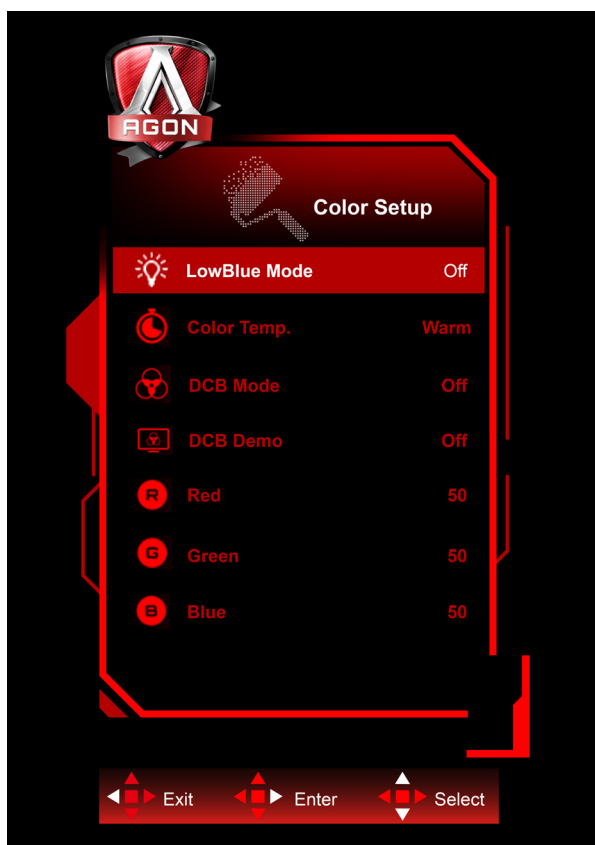 AGON
Color Setup
LowBlue Mode Off
Color Temp. Warm
DCB Mode Off
DCB Demo Off
R Red 50
G Green 50
B Blue 50
Exit Enter Select